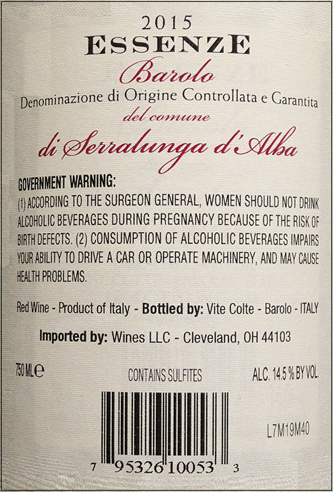 2015
ESSENZE
Barolo
Denominazione di Origine Controllata e Garantita
del comune
di Serralunga d'Alba
GOVERNMENT WARNING:
(1) ACCORDING TO THE SURGEON GENERAL, WOMEN SHOULD NOT DRINK
ALCOHOLIC BEVERAGES DURING PREGNANCY BECAUSE OF THE RISK OF
BIRTH DEFECTS. (2) CONSUMPTION OF ALCOHOLIC BEVERAGES IMPAIRS
YOUR ABILITY TO DRIVE A CAR OR OPERATE MACHINERY, AND MAY CAUSE
HEALTH PROBLEMS.
Red Wine - Product of Italy - Bottled by: Vite Colte - Barolo - ITALY
Imported by: Wines LLC - Cleveland, OH 44103
750 ML℮ CONTAINS SULFITES ALC. 14.5 % BY VOL.
L7M19M40
7 95326 10053 3